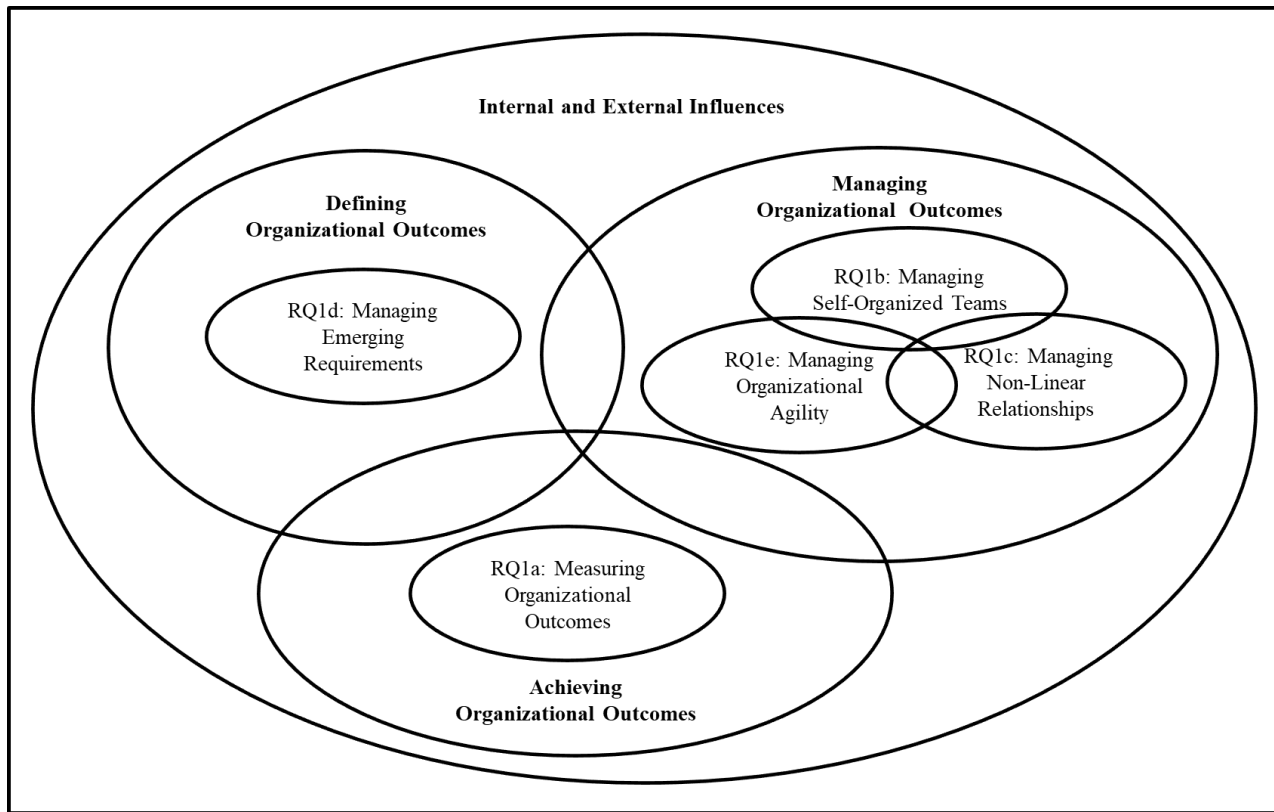 Internal and External Influences
Defining
Organizational Outcomes
RQ1d: Managing
Emerging
Requirements
Managing
Organizational Outcomes
RQ1b: Managing
Self-Organized Teams
RQ1e: Managing
Organizational
Agility
RQ1c: Managing
Non-Linear
Relationships
RQ1a: Measuring
Organizational
Outcomes
Achieving
Organizational Outcomes